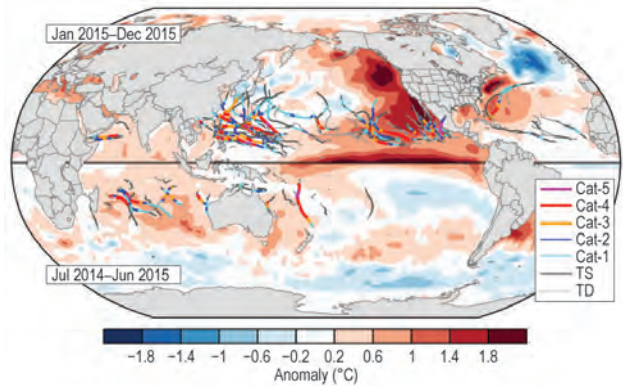 Jan 2015–Dec 2015
Cat-5
Cat-4
Cat-3
Cat-2
Cat-1
TS
TD
Jul 2014–Jun 2015
−1.8 −1.4 −1 −0.6 −0.2 0.2 0.6 1 1.4 1.8
Anomaly (°C)